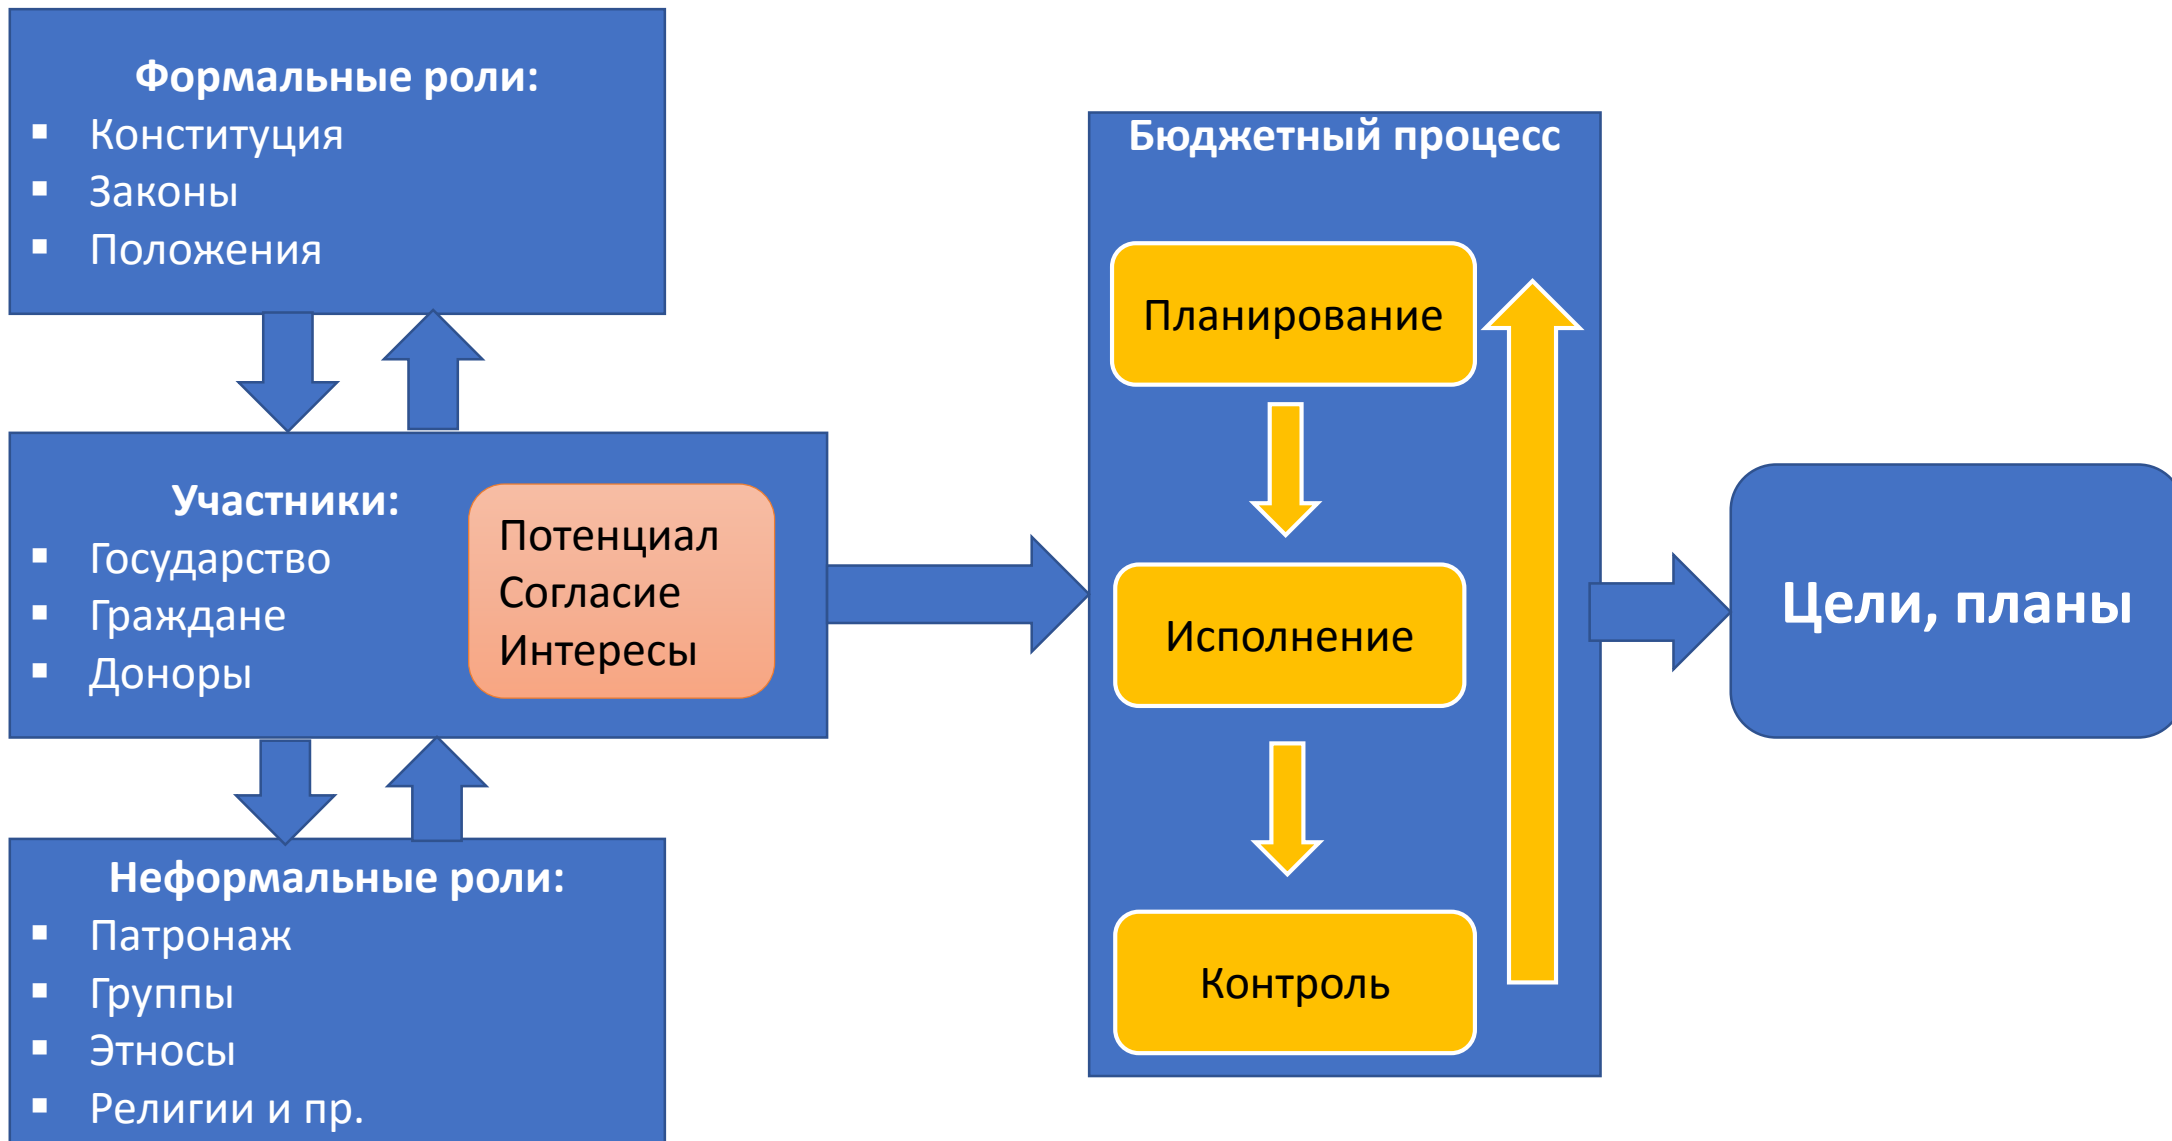 Формальные роли:
Конституция
Законы
Положения
Участники:
Государство
Граждане
Доноры
Потенциал
Согласие
Интересы
Неформальные роли:
Патронаж
Группы
Этносы
Религии и пр.
Бюджетный процесс
Планирование
Исполнение
Контроль
Цели, планы